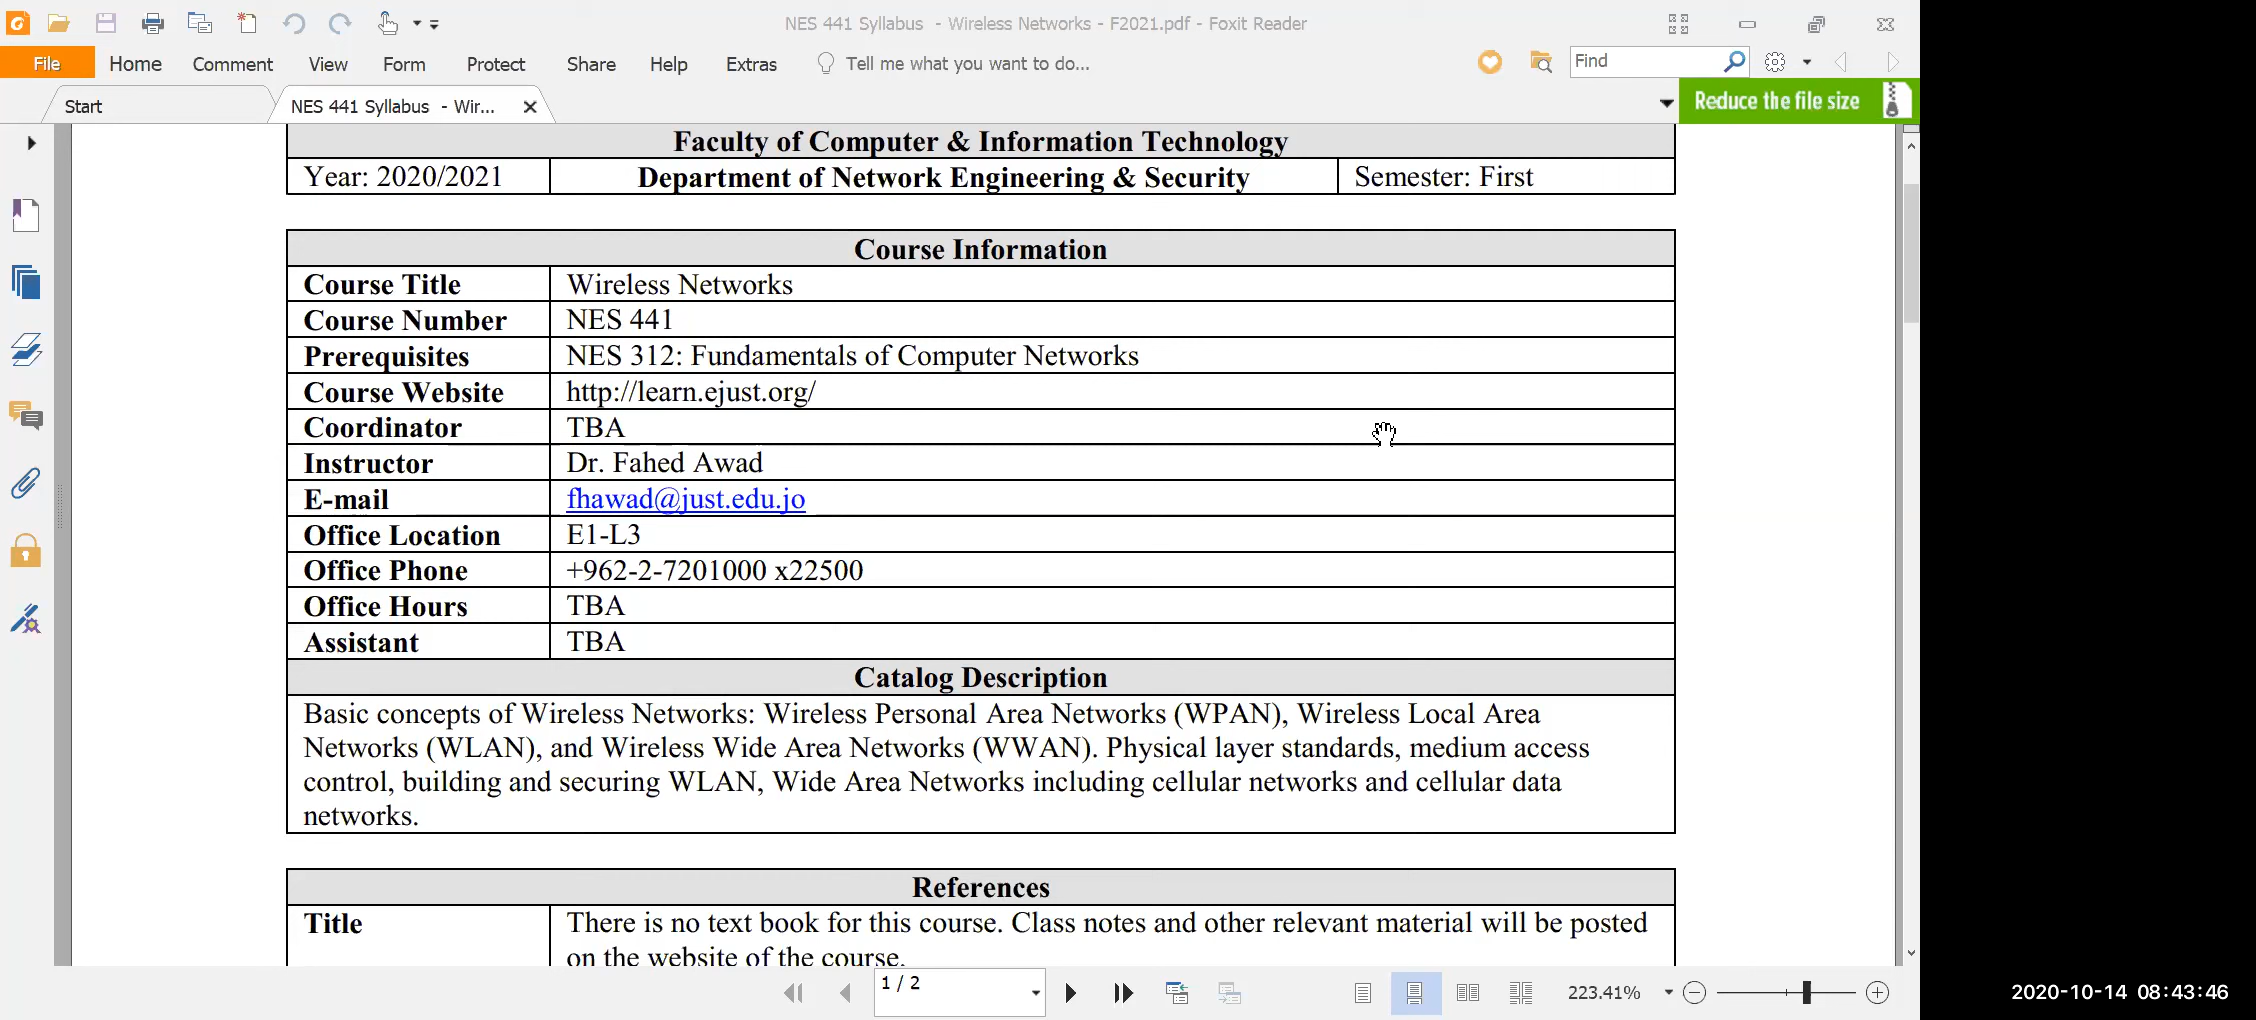 NES 441 Syllabus - Wireless Networks - F2021.pdf - Foxit Reader
File Home Comment View Form Protect Share Help Extras Tell me what you want to do... Find
Start NES 441 Syllabus - Wir... Reduce the file size
Faculty of Computer & Information Technology
Year: 2020/2021 Department of Network Engineering & Security Semester: First
Course Information
Course Title Wireless Networks
Course Number NES 441
Prerequisites NES 312: Fundamentals of Computer Networks
Course Website http://learn.ejust.org/
Coordinator TBA
Instructor Dr. Fahed Awad
E-mail fhawad@just.edu.jo
Office Location E1-L3
Office Phone +962-2-7201000 x22500
Office Hours TBA
Assistant TBA
Catalog Description
Basic concepts of Wireless Networks: Wireless Personal Area Networks (WPAN), Wireless Local Area
Networks (WLAN), and Wireless Wide Area Networks (WWAN). Physical layer standards, medium access
control, building and securing WLAN, Wide Area Networks including cellular networks and cellular data
networks.
References
Title There is no text book for this course. Class notes and other relevant material will be posted
on the website of the course.
1 / 2 223.41%
2020-10-14 08:43:46